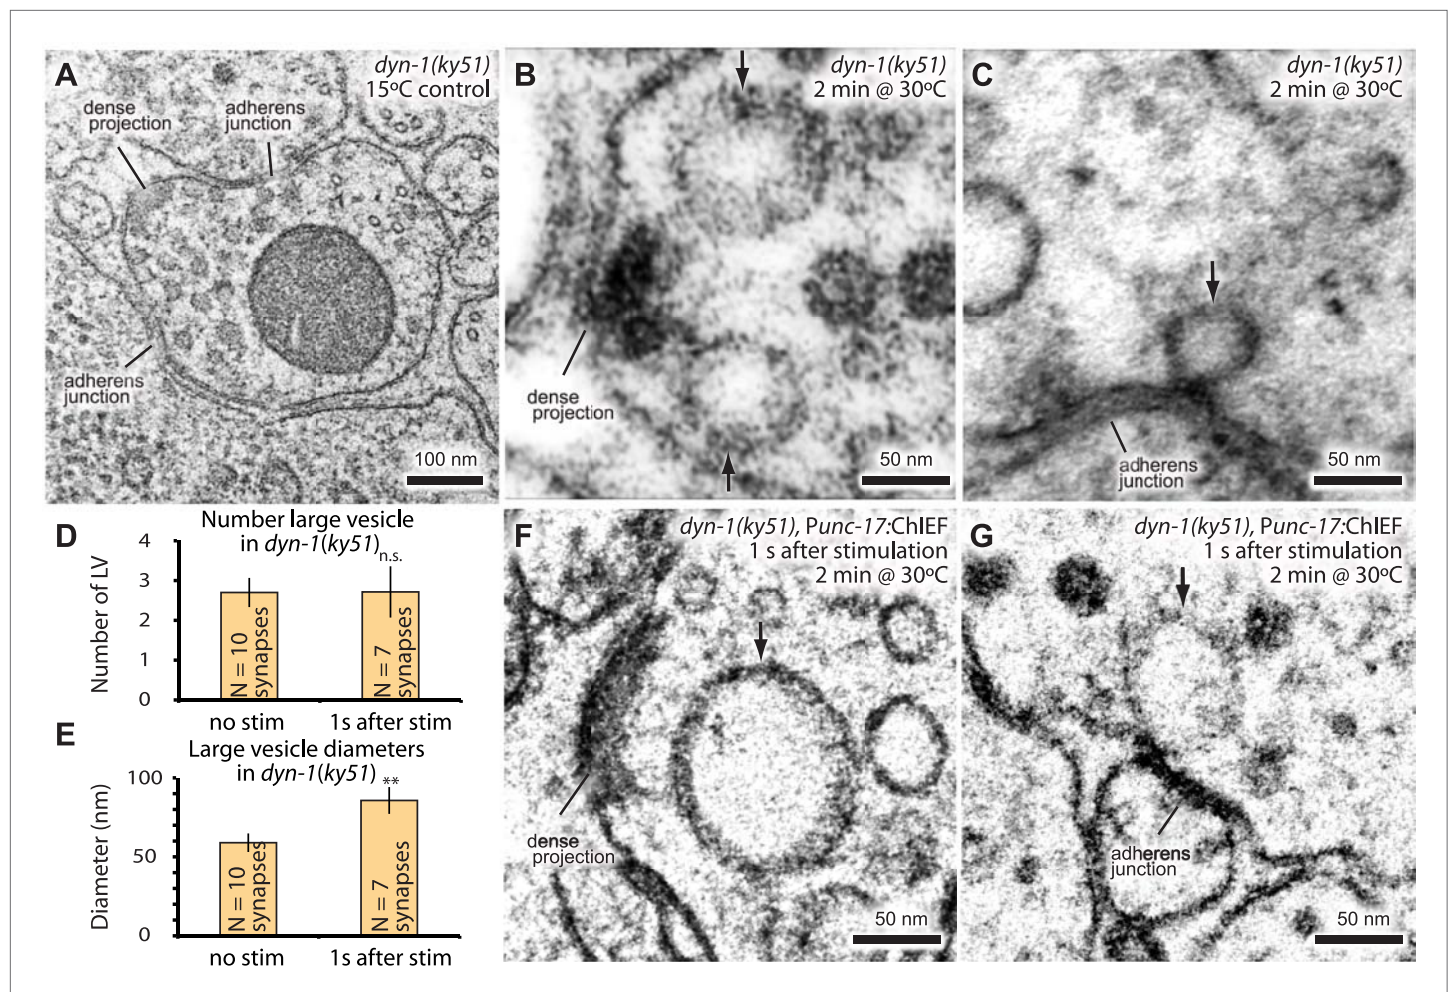 A
dyn-1(ky51)
15ºC control
dense
projection
adherens
junction
adherens
junction
100 nm
B
dyn-1(ky51)
2 min @ 30ºC
dense
projection
50 nm
C
dyn-1(ky51)
2 min @ 30ºC
adherens
junction
50 nm
D
Number large vesicle
in dyn-1(ky51)
n.s.
Number of LV
4
3
2
1
0
N = 10
synapses
N = 7
synapses
no stim
1s after stim
E
Large vesicle diameters
in dyn-1(ky51)
**
Diameter (nm)
100
50
0
N = 10
synapses
N = 7
synapses
no stim
1s after stim
F
dyn-1(ky51), Punc-17:ChIEF
1 s after stimulation
2 min @ 30ºC
dense
projection
50 nm
G
dyn-1(ky51), Punc-17:ChIEF
1 s after stimulation
2 min @ 30ºC
adherens
junction
50 nm